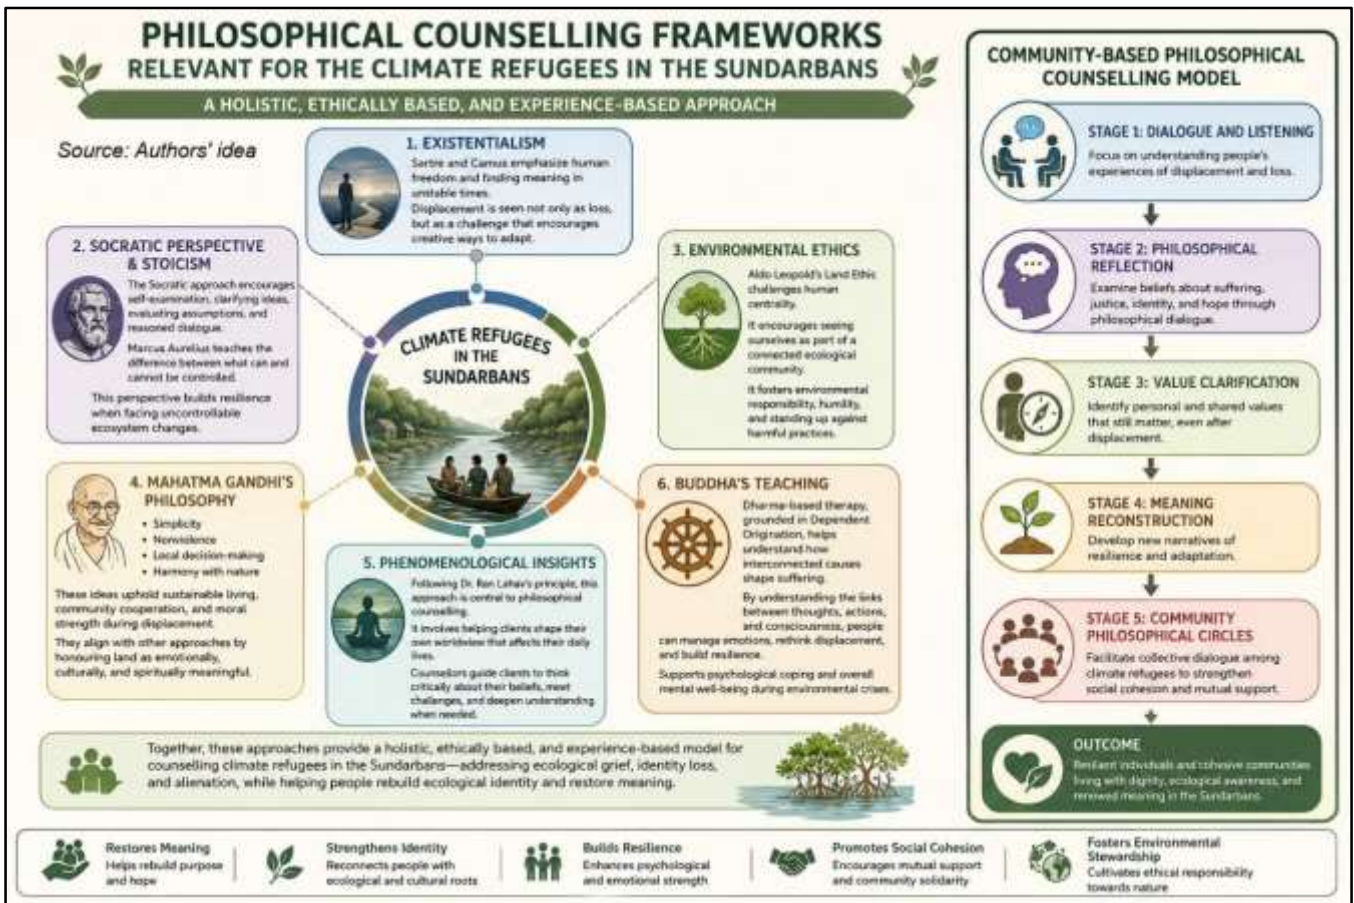 PHILOSOPHICAL COUNSELLING FRAMEWORKS
RELEVANT FOR THE CLIMATE REFUGEES IN THE SUNDARBANS
A HOLISTIC, ETHICALLY BASED, AND EXPERIENCE-BASED APPROACH
Source: Authors' idea
1. EXISTENTIALISM
Sartre and Camus emphasize human
freedom and finding meaning in
unstable times.
Displacement is seen not only as loss,
but as a challenge that encourages
creative ways to adapt.
2. SOCRATIC PERSPECTIVE
& STOICISM
The Socratic approach encourages
self-examination, clarifying ideas,
evaluating assumptions, and
reasoned dialogue.
Marcus Aurelius teaches the
difference between what can and
cannot be controlled.
This perspective builds resilience
when facing uncontrollable
ecosystem changes.
3. ENVIRONMENTAL ETHICS
Aldo Leopold's Land Ethic
challenges human
centrality.
It encourages seeing
ourselves as part of a
connected ecological
community.
It fosters environmental
responsibility, humility,
and standing up against
harmful practices.
CLIMATE REFUGEES
IN THE
SUNDARBANS
4. MAHATMA GANDHI'S
PHILOSOPHY
• Simplicity
• Nonviolence
• Local decision-making
• Harmony with nature
These ideas uphold sustainable living,
community cooperation, and moral
strength during displacement.
They align with other approaches by
honouring land as emotionally,
culturally, and spiritually meaningful.
5. PHENOMENOLOGICAL INSIGHTS
Following Dr. Ran Lahav's principle, this
approach is central to philosophical
counselling.
It involves helping clients shape their
own worldview that affects their daily
lives.
Counsellors guide clients to think
critically about their beliefs, meet
challenges, and deepen understanding
when needed.
6. BUDDHA'S TEACHING
Dharma-based therapy,
grounded in Dependent
Origination, helps
understand how
interconnected causes
shape suffering.
By understanding the links
between thoughts, actions,
and consciousness, people
can manage emotions, rethink displacement,
and build resilience.
Supports psychological coping and overall
mental well-being during environmental crises.
Together, these approaches provide a holistic, ethically based, and experience-based model for
counselling climate refugees in the Sundarbans—addressing ecological grief, identity loss,
and alienation, while helping people rebuild ecological identity and restore meaning.
COMMUNITY-BASED PHILOSOPHICAL
COUNSELLING MODEL
STAGE 1: DIALOGUE AND LISTENING
Focus on understanding people's
experiences of displacement and loss.
STAGE 2: PHILOSOPHICAL
REFLECTION
Examine beliefs about suffering,
justice, identity, and hope through
philosophical dialogue.
STAGE 3: VALUE CLARIFICATION
Identify personal and shared values
that still matter, even after
displacement.
STAGE 4: MEANING
RECONSTRUCTION
Develop new narratives of
resilience and adaptation.
STAGE 5: COMMUNITY
PHILOSOPHICAL CIRCLES
Facilitate collective dialogue among
climate refugees to strengthen
social cohesion and mutual support.
OUTCOME
Resilient individuals and cohesive communities
living with dignity, ecological awareness, and
renewed meaning in the Sundarbans.
Restores Meaning
Helps rebuild purpose
and hope
Strengthens Identity
Reconnects people with
ecological and cultural roots
Builds Resilience
Enhances psychological
and emotional strength
Promotes Social Cohesion
Encourages mutual support
and community solidarity
Fosters Environmental
Stewardship
Cultivates ethical responsibility
towards nature